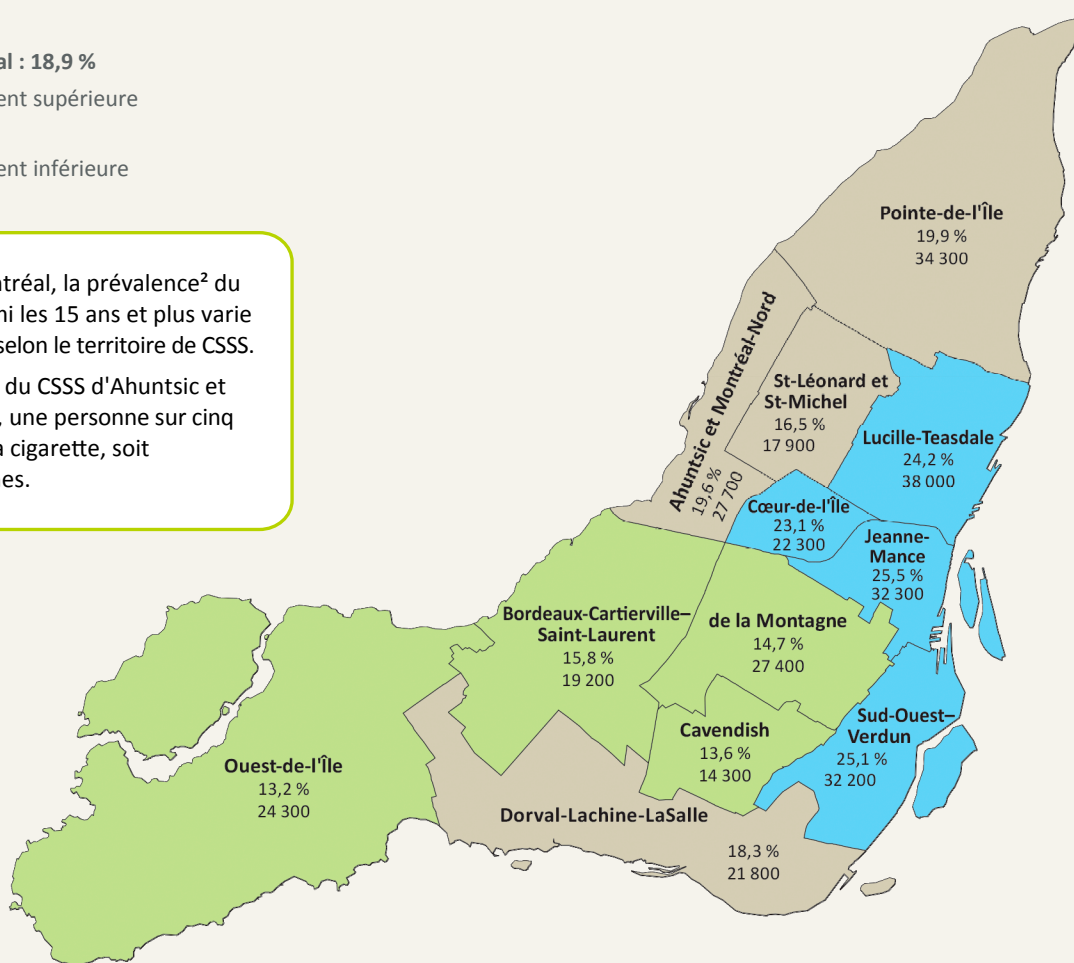 al : 18,9 %
ent supérieure
ent inférieure
ntréal, la prévalence² du
mi les 15 ans et plus varie
selon le territoire de CSSS.
du CSSS d'Ahuntsic et
, une personne sur cinq
a cigarette, soit
nes.
Pointe-de-l'Île
19,9 %
34 300
Ahuntsic et Montréal-Nord
19,6 %
27 700
St-Léonard et
St-Michel
16,5 %
17 900
Lucille-Teasdale
24,2 %
38 000
Cœur-de-l'Île
23,1 %
22 300
Jeanne-
Mance
25,5 %
32 300
Bordeaux-Cartierville–
Saint-Laurent
15,8 %
19 200
de la Montagne
14,7 %
27 400
Cavendish
13,6 %
14 300
Sud-Ouest–
Verdun
25,1 %
32 200
Ouest-de-l'Île
13,2 %
24 300
Dorval-Lachine-LaSalle
18,3 %
21 800